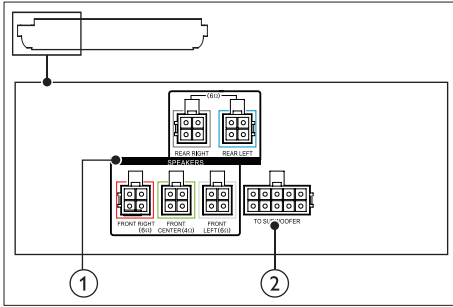 (6Ω)
REAR RIGHT REAR LEFT
SPEAKERS
FRONT RIGHT (6Ω)
FRONT CENTER(4Ω)
FRONT LEFT(6Ω)
TO SUBWOOFER
1 2